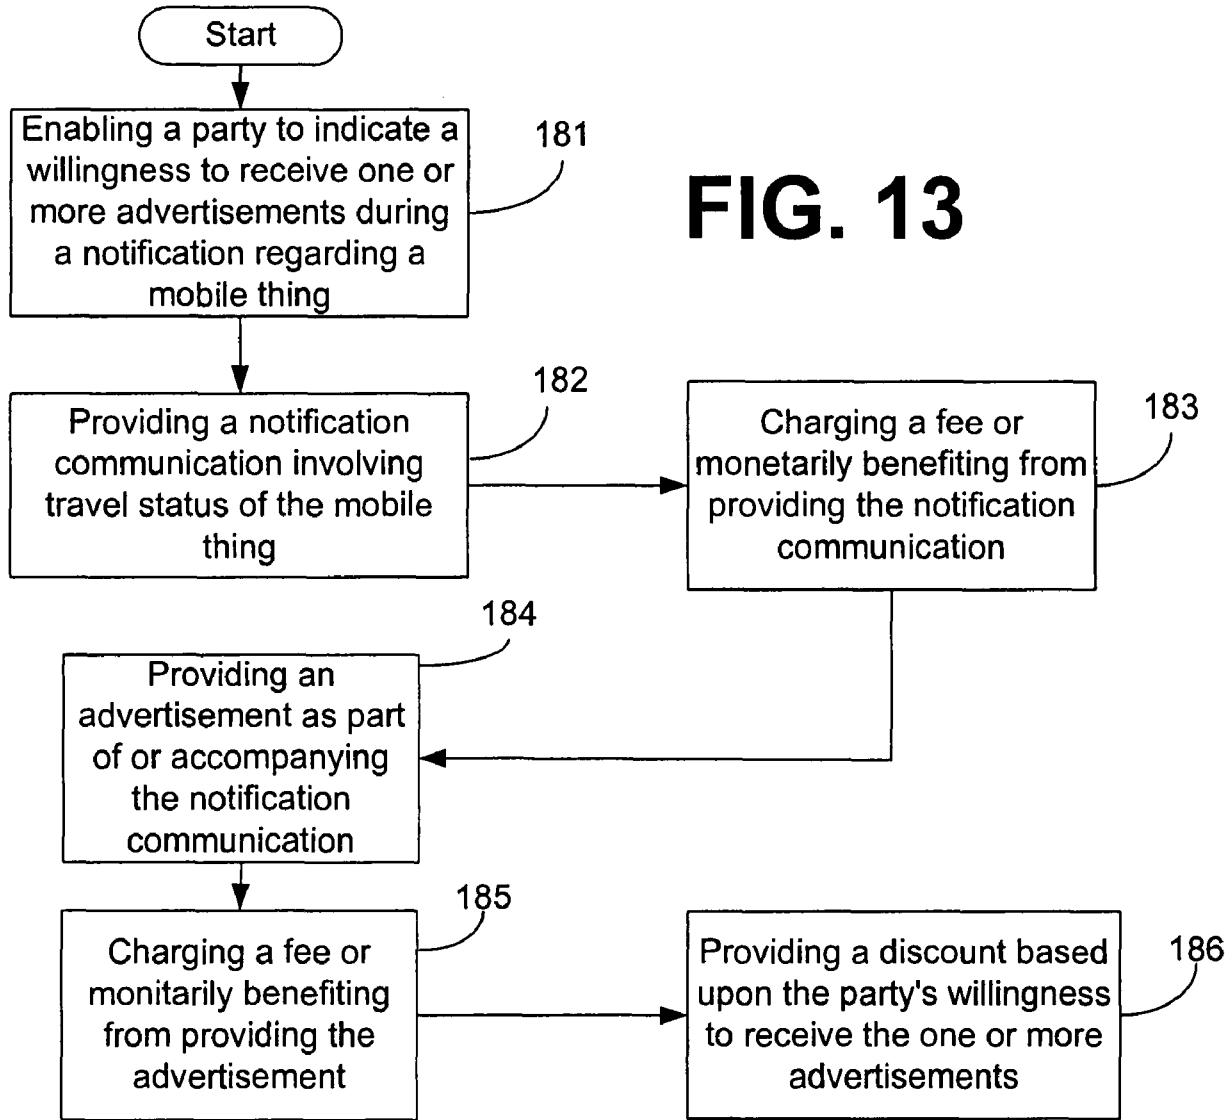 Start
Enabling a party to indicate a
willingness to receive one or
more advertisements during
a notification regarding a
mobile thing
181
FIG. 13
Providing a notification
communication involving
travel status of the mobile
thing
182
Charging a fee or
monetarily benefiting from
providing the notification
communication
183
Providing an
advertisement as part
of or accompanying
the notification
communication
184
Charging a fee or
monitarily benefiting
from providing the
advertisement
185
Providing a discount based
upon the party's willingness
to receive the one or more
advertisements
186